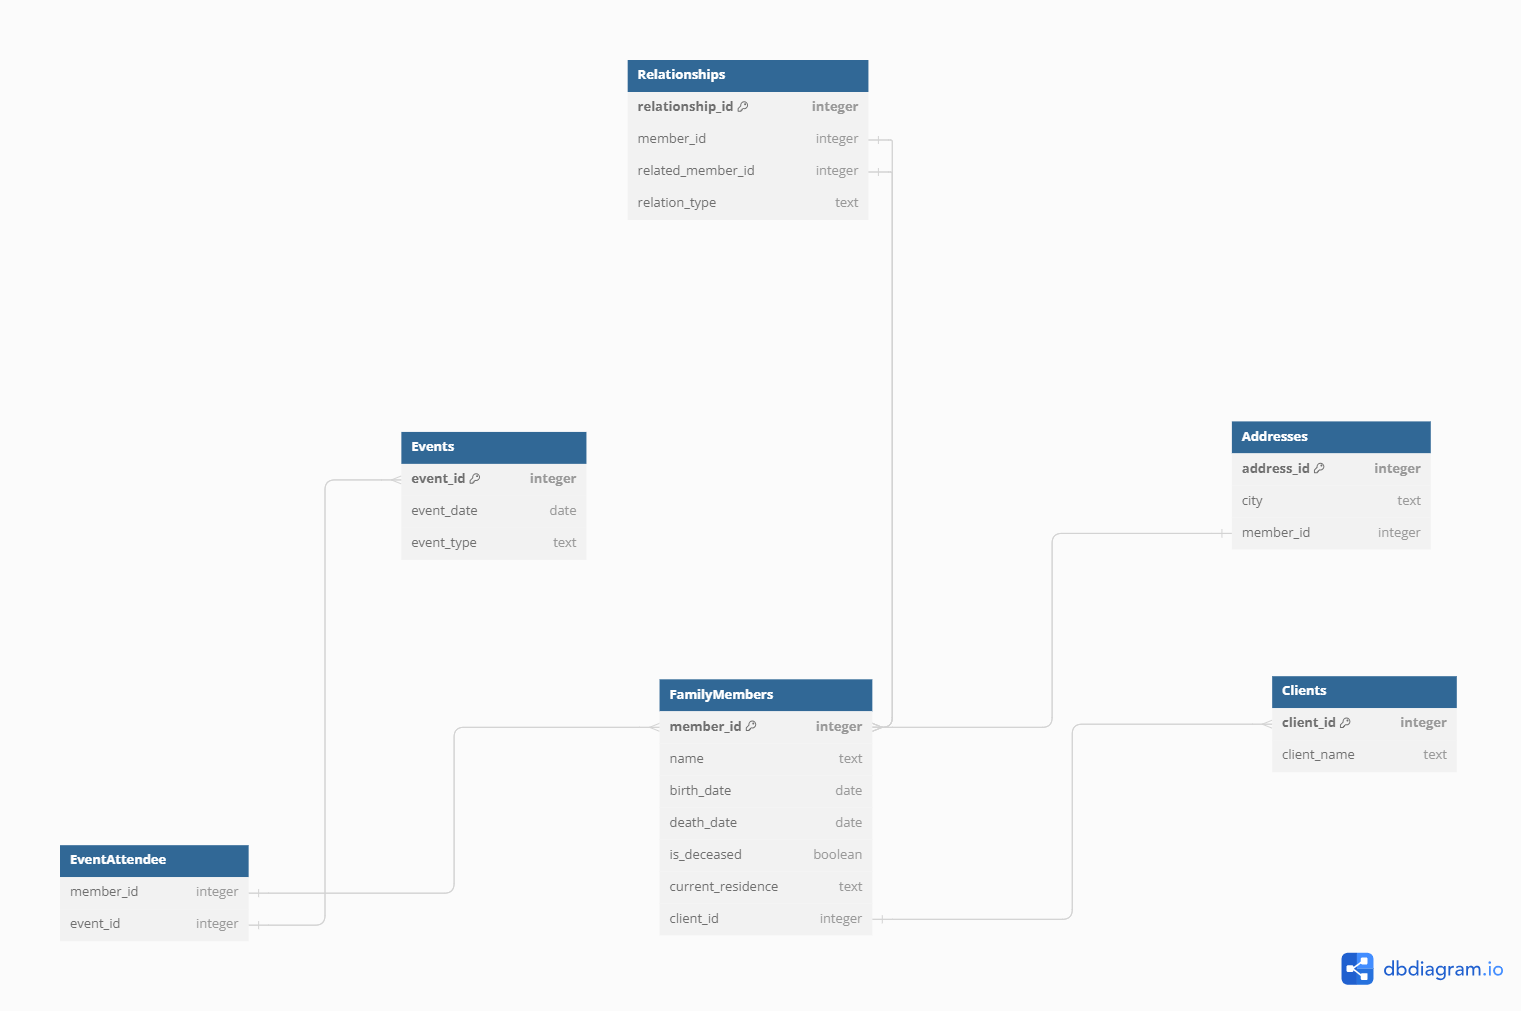 Relationships
relationship_id integer
member_id integer
related_member_id integer
relation_type text
Events
event_id integer
event_date date
event_type text
Addresses
address_id integer
city text
member_id integer
FamilyMembers
member_id integer
name text
birth_date date
death_date date
is_deceased boolean
current_residence text
client_id integer
Clients
client_id integer
client_name text
EventAttendee
member_id integer
event_id integer
dbdiagram.io